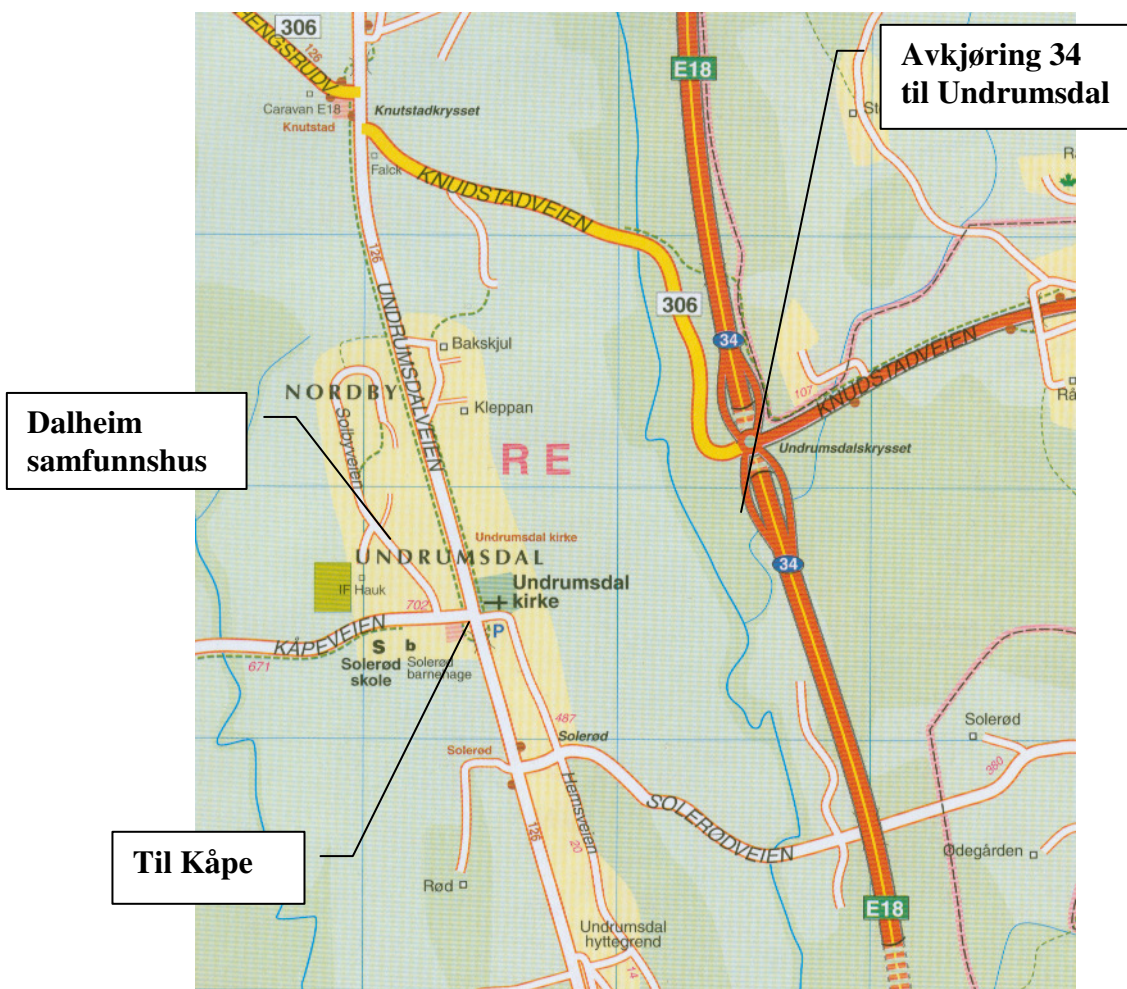 306
HENGSRUDV
126
Caravan E18
Knutstad
Knutstadkrysset
Falck
KNUDSTADVEIEN
E18
Avkjøring 34
til Undrumsdal
126
UNDRUMSDALVEIEN
306
34
Bakskjul
NORDBY
Kleppan
Solbyveien
107
KNUDSTADVEIEN
Undrumsdalskrysset
Dalheim
samfunnshus
RE
Undrumsdal kirke
UNDRUMSDAL
IF Hauk
34
Undrumsdal
kirke
702
P
KÅPEVEIEN
671
S
b
Solerød
skole
Solerød
barnehage
487
Solerød
Solerød
Solerød
380
Hemsveien
SOLERØDVEIEN
126
20
Til Kåpe
Rød
Ødegården
E18
Undrumsdal
hyttegrend
14